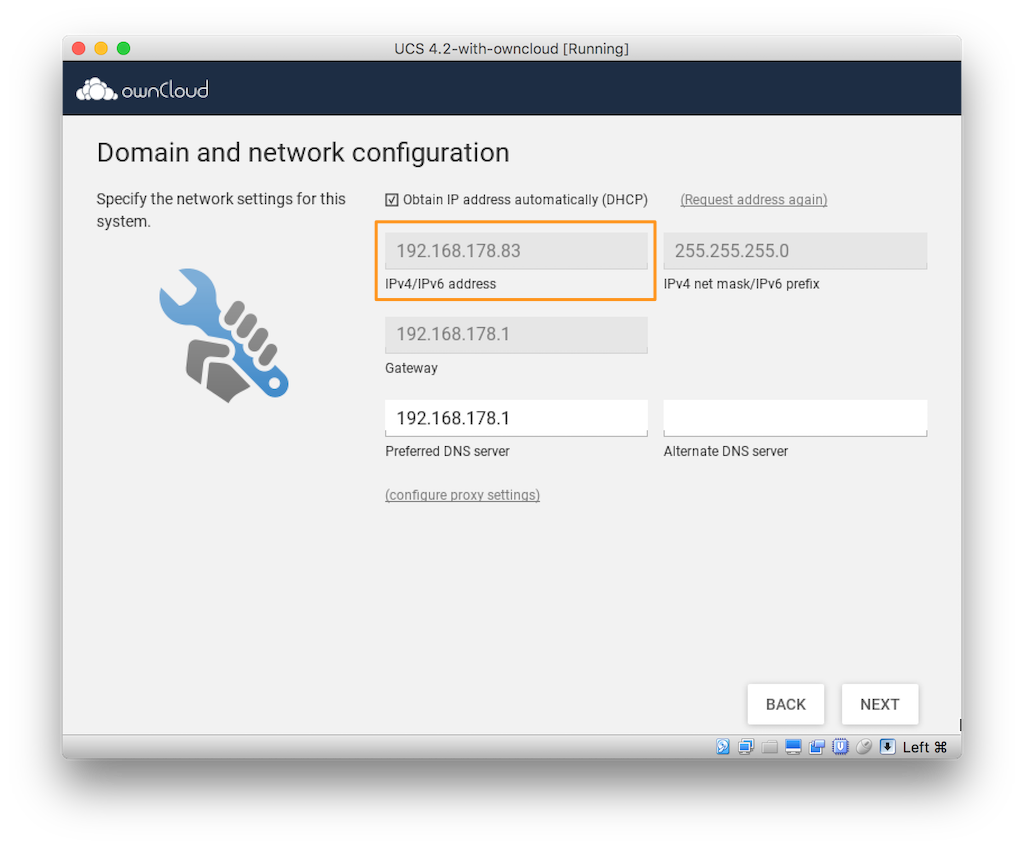 UCS 4.2-with-owncloud [Running]
ownCloud
Domain and network configuration
Specify the network settings for this
system.
Obtain IP address automatically (DHCP)
(Request address again)
192.168.178.83
255.255.255.0
IPv4/IPv6 address
IPv4 net mask/IPv6 prefix
192.168.178.1
Gateway
192.168.178.1
Preferred DNS server
Alternate DNS server
(configure proxy settings)
BACK
NEXT
Left ⌘